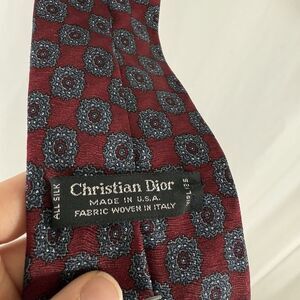 ALL SILK
Christian Dior
MADE IN U.S.A.
FABRIC WOVEN IN ITALY